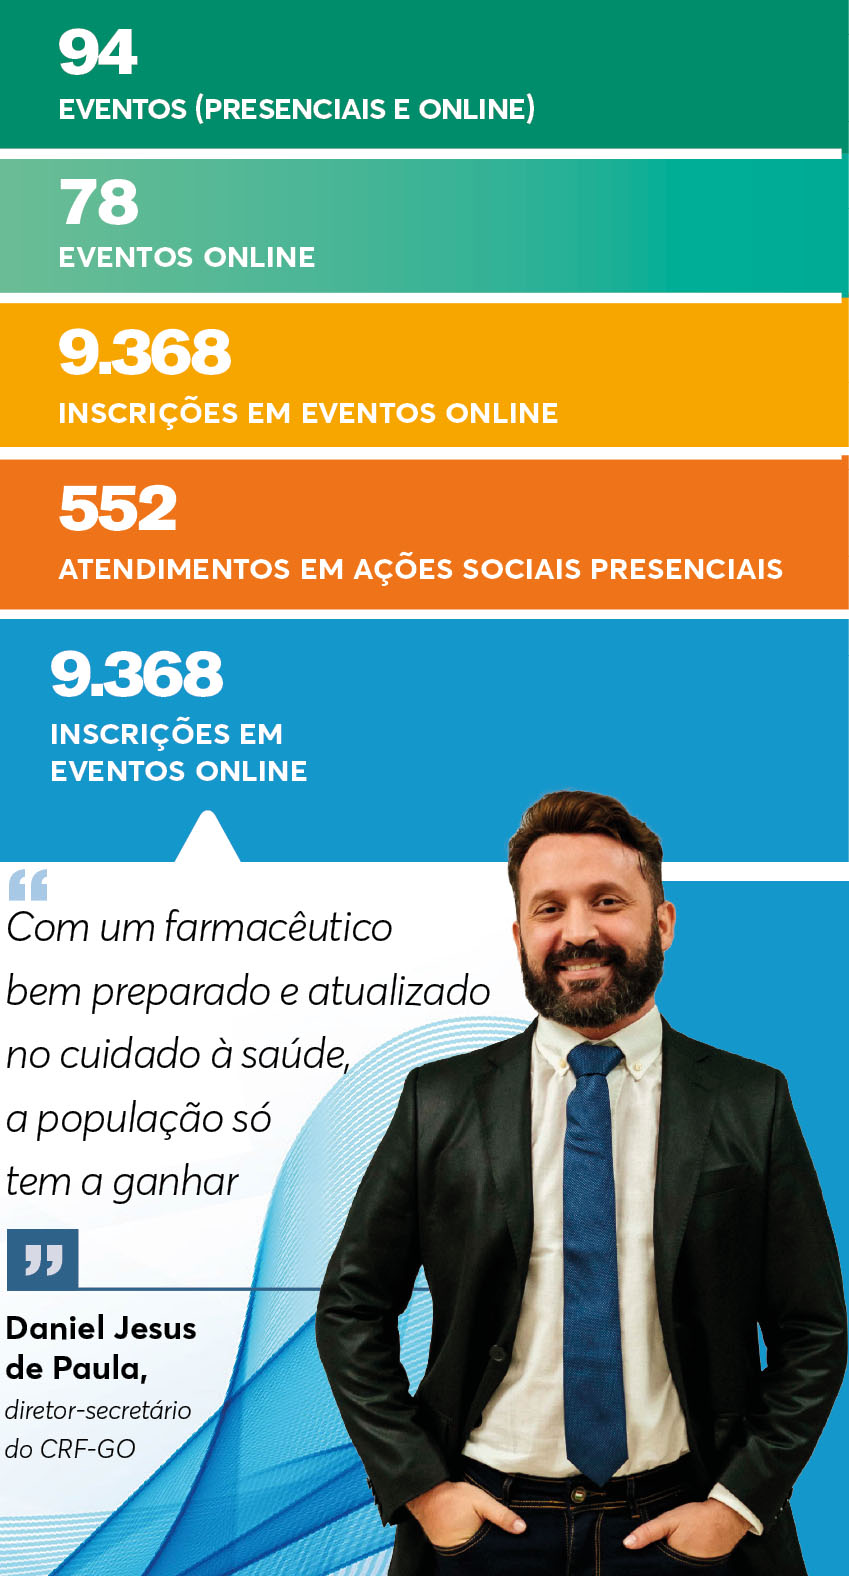 94
EVENTOS (PRESENCIAIS E ONLINE)
78
EVENTOS ONLINE
9.368
INSCRIÇÕES EM EVENTOS ONLINE
552
ATENDIMENTOS EM AÇÕES SOCIAIS PRESENCIAIS
9.368
INSCRIÇÕES EM
EVENTOS ONLINE
“
Com um farmacêutico
bem preparado e atualizado
no cuidado à saúde,
a população só
tem a ganhar
”
Daniel Jesus
de Paula,
diretor-secretário
do CRF-GO